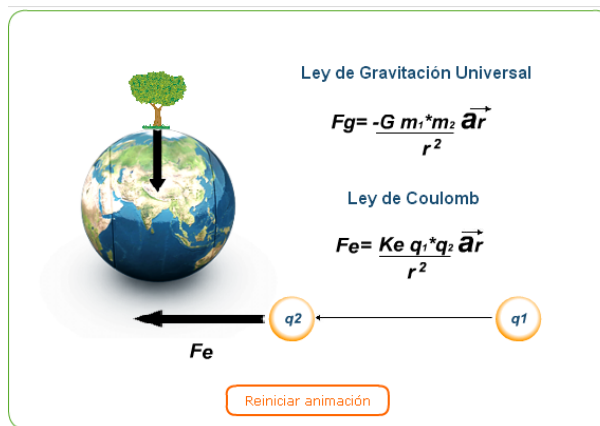 Ley de Gravitación Universal
Fg= -G m₁*m₂ ar
r²
Ley de Coulomb
Fe= Ke q₁*q₂ ar
r²
q2
q1
Fe
Reiniciar animación